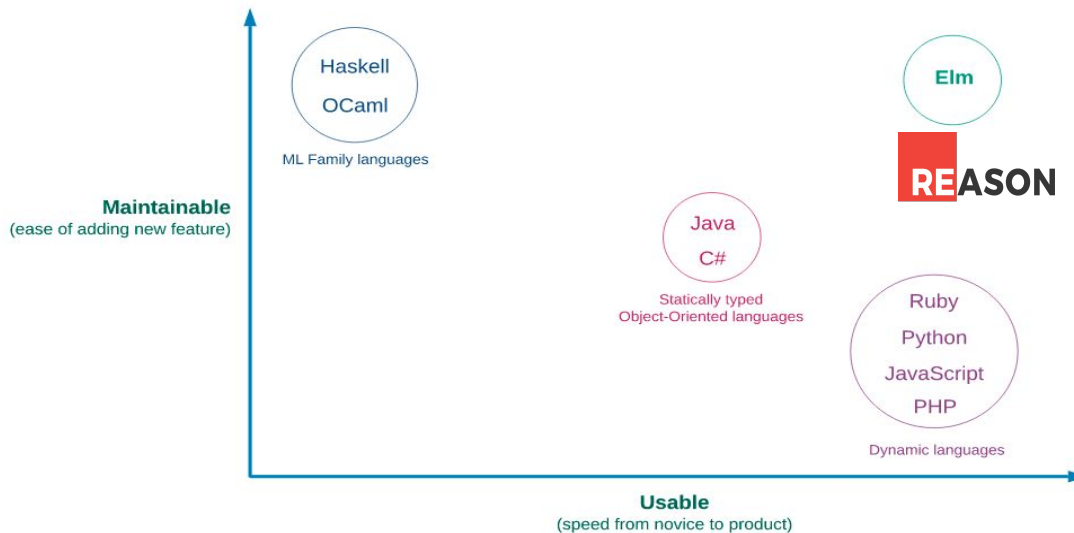 Haskell
OCaml
ML Family languages
Elm
REASON
Maintainable
(ease of adding new feature)
Java
C#
Statically typed
Object-Oriented languages
Ruby
Python
JavaScript
PHP
Dynamic languages
Usable
(speed from novice to product)